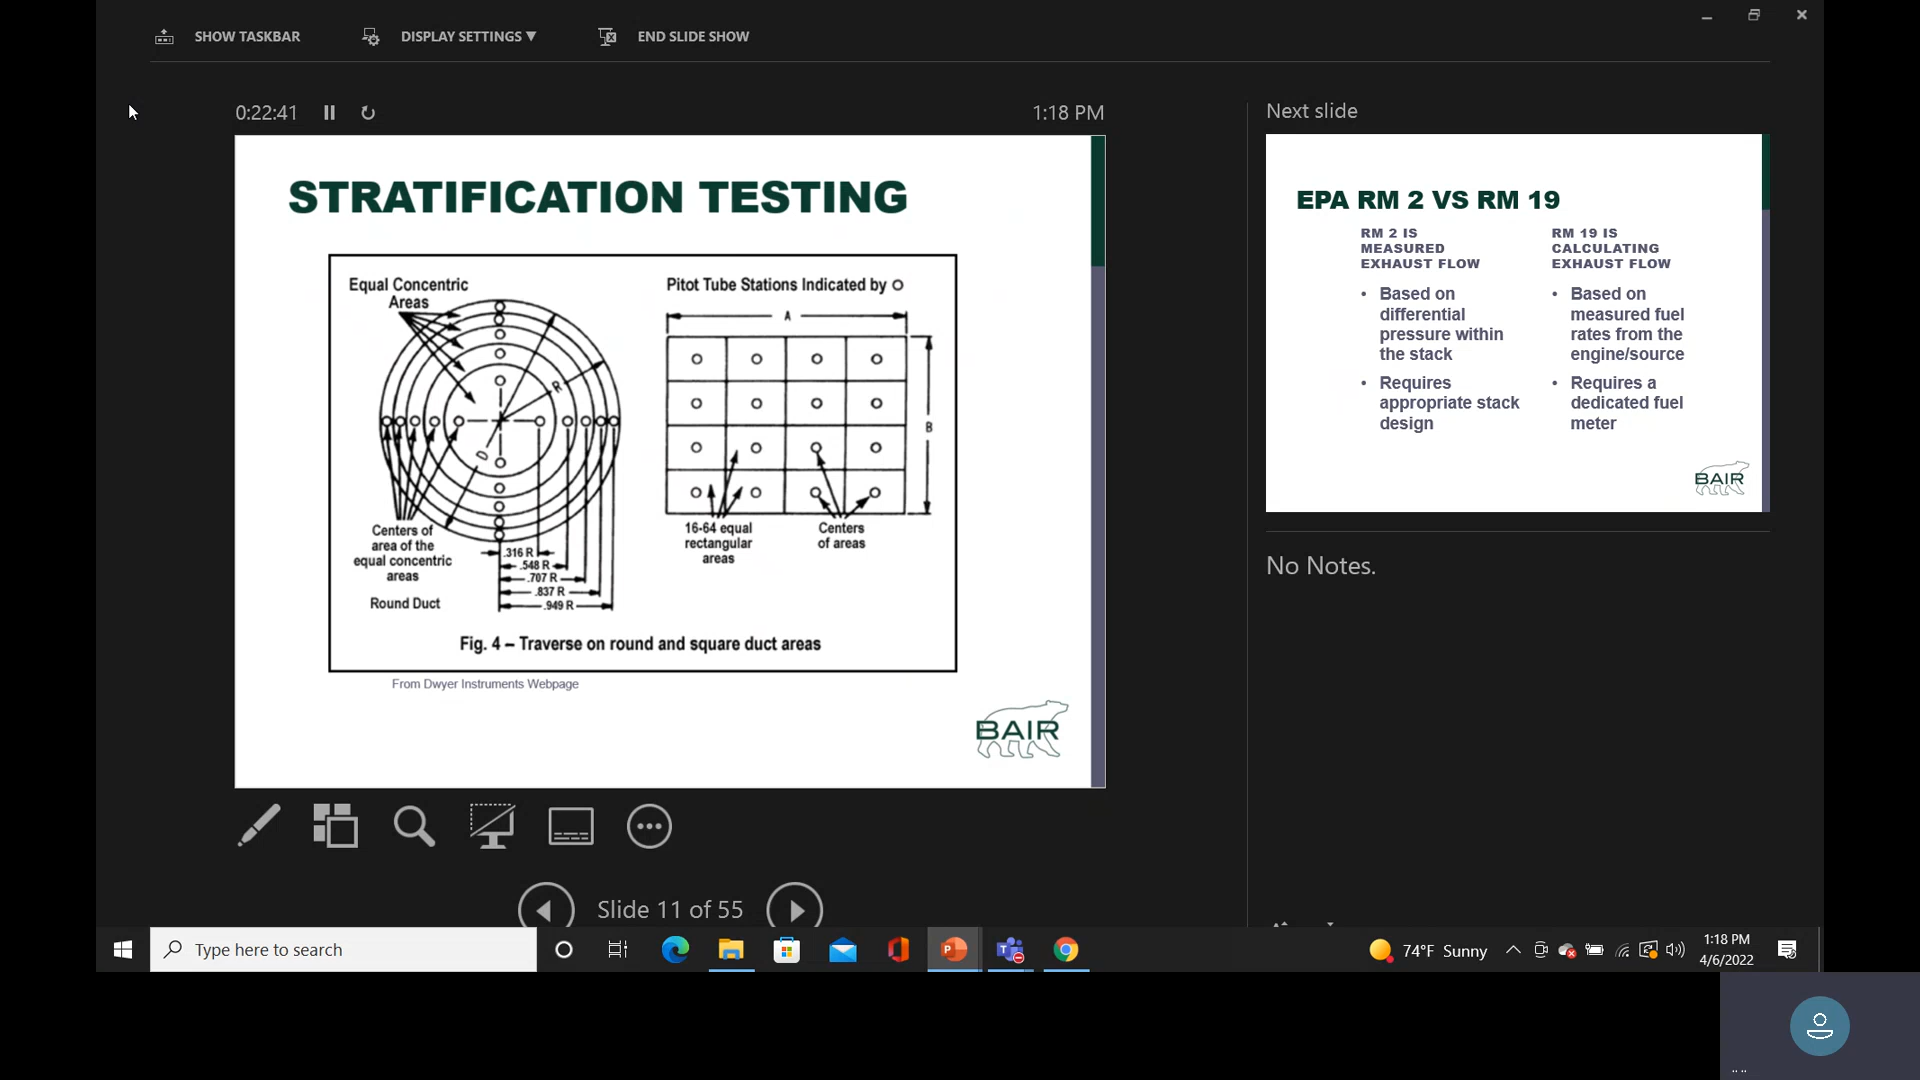 SHOW TASKBAR
DISPLAY SETTINGS ▼
END SLIDE SHOW
0:22:41
1:18 PM
STRATIFICATION TESTING
Equal Concentric
Areas
R
D
Centers of
area of the
equal concentric
areas
Round Duct
.316 R
.548 R
.707 R
.837 R
.949 R
Pitot Tube Stations Indicated by O
A
B
16-64 equal
rectangular
areas
Centers
of areas
Fig. 4 – Traverse on round and square duct areas
From Dwyer Instruments Webpage
BAIR
Next slide
EPA RM 2 VS RM 19
RM 2 IS
MEASURED
EXHAUST FLOW
• Based on
differential
pressure within
the stack
• Requires
appropriate stack
design
RM 19 IS
CALCULATING
EXHAUST FLOW
• Based on
measured fuel
rates from the
engine/source
• Requires a
dedicated fuel
meter
BAIR
No Notes.
Slide 11 of 55
Type here to search
74°F Sunny
1:18 PM
4/6/2022